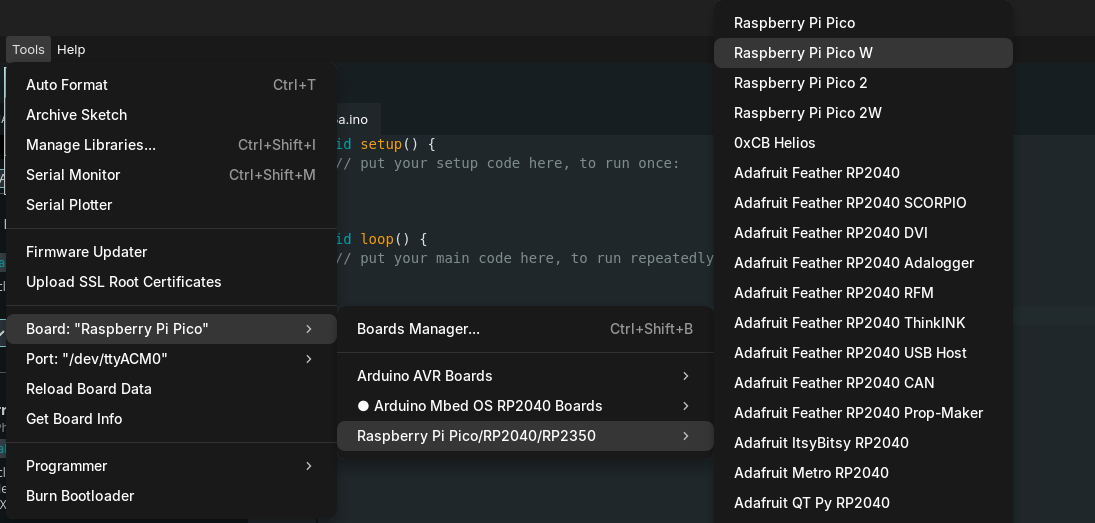 Tools Help
Auto Format Ctrl+T
Archive Sketch
Manage Libraries... Ctrl+Shift+I
Serial Monitor Ctrl+Shift+M
Serial Plotter
Firmware Updater
Upload SSL Root Certificates
Board: "Raspberry Pi Pico"
Port: "/dev/ttyACM0"
Reload Board Data
Get Board Info
Programmer
Burn Bootloader
a.ino
id setup() {
// put your setup code here, to run once:
id loop() {
// put your main code here, to run repeatedly
Boards Manager... Ctrl+Shift+B
Arduino AVR Boards
● Arduino Mbed OS RP2040 Boards
Raspberry Pi Pico/RP2040/RP2350
Raspberry Pi Pico
Raspberry Pi Pico W
Raspberry Pi Pico 2
Raspberry Pi Pico 2W
0xCB Helios
Adafruit Feather RP2040
Adafruit Feather RP2040 SCORPIO
Adafruit Feather RP2040 DVI
Adafruit Feather RP2040 Adalogger
Adafruit Feather RP2040 RFM
Adafruit Feather RP2040 ThinkINK
Adafruit Feather RP2040 USB Host
Adafruit Feather RP2040 CAN
Adafruit Feather RP2040 Prop-Maker
Adafruit ItsyBitsy RP2040
Adafruit Metro RP2040
Adafruit QT Py RP2040